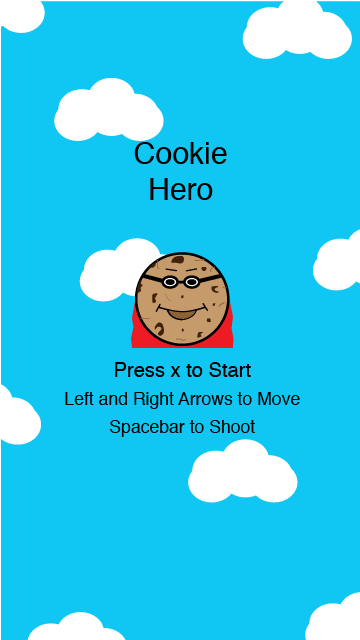 Cookie
Hero
Press x to Start
Left and Right Arrows to Move
Spacebar to Shoot